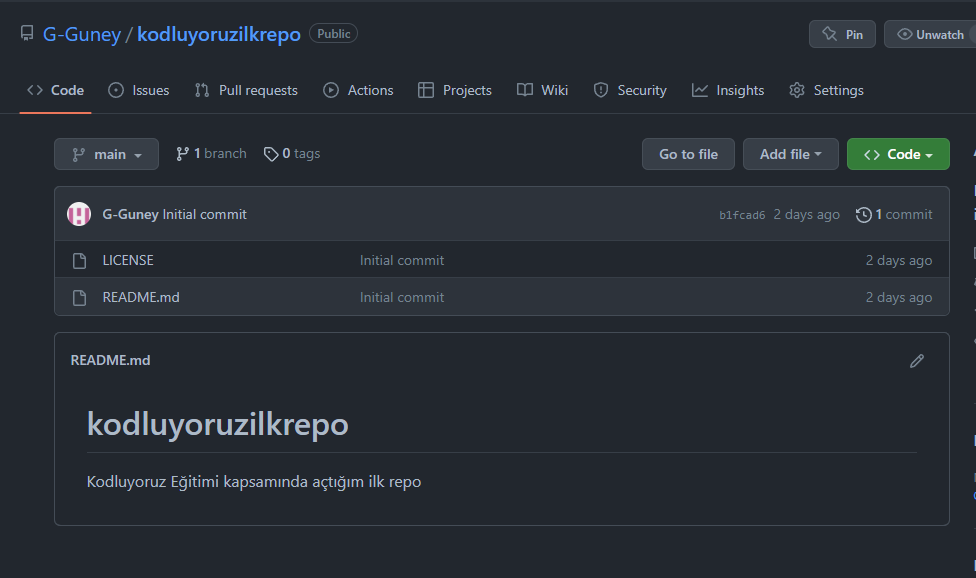 G-Guney / kodluyoruzilkrepo Public Pin Unwatch
Code Issues Pull requests Actions Projects Wiki Security Insights Settings
main 1 branch 0 tags Go to file Add file Code
G-Guney Initial commit b1fcad6 2 days ago 1 commit
LICENSE Initial commit 2 days ago
README.md Initial commit 2 days ago
README.md
kodluyoruzilkrepo
Kodluyoruz Eğitimi kapsamında açtığım ilk repo